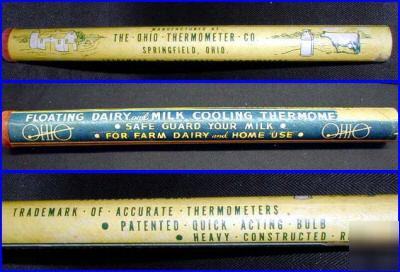 MANUFACTURED BY
THE · OHIO · THERMOMETER · CO
SPRINGFIELD, OHIO.
FLOATING DAIRY and MILK COOLING THERMOME
OHIO • SAFE GUARD YOUR MILK • OHIO
• FOR FARM DAIRY and HOME USE •
TRADEMARK · OF · ACCURATE · THERMOMETERS
• PATENTED · QUICK · ACTING · BULB
• HEAVY · CONSTRUCTED · R